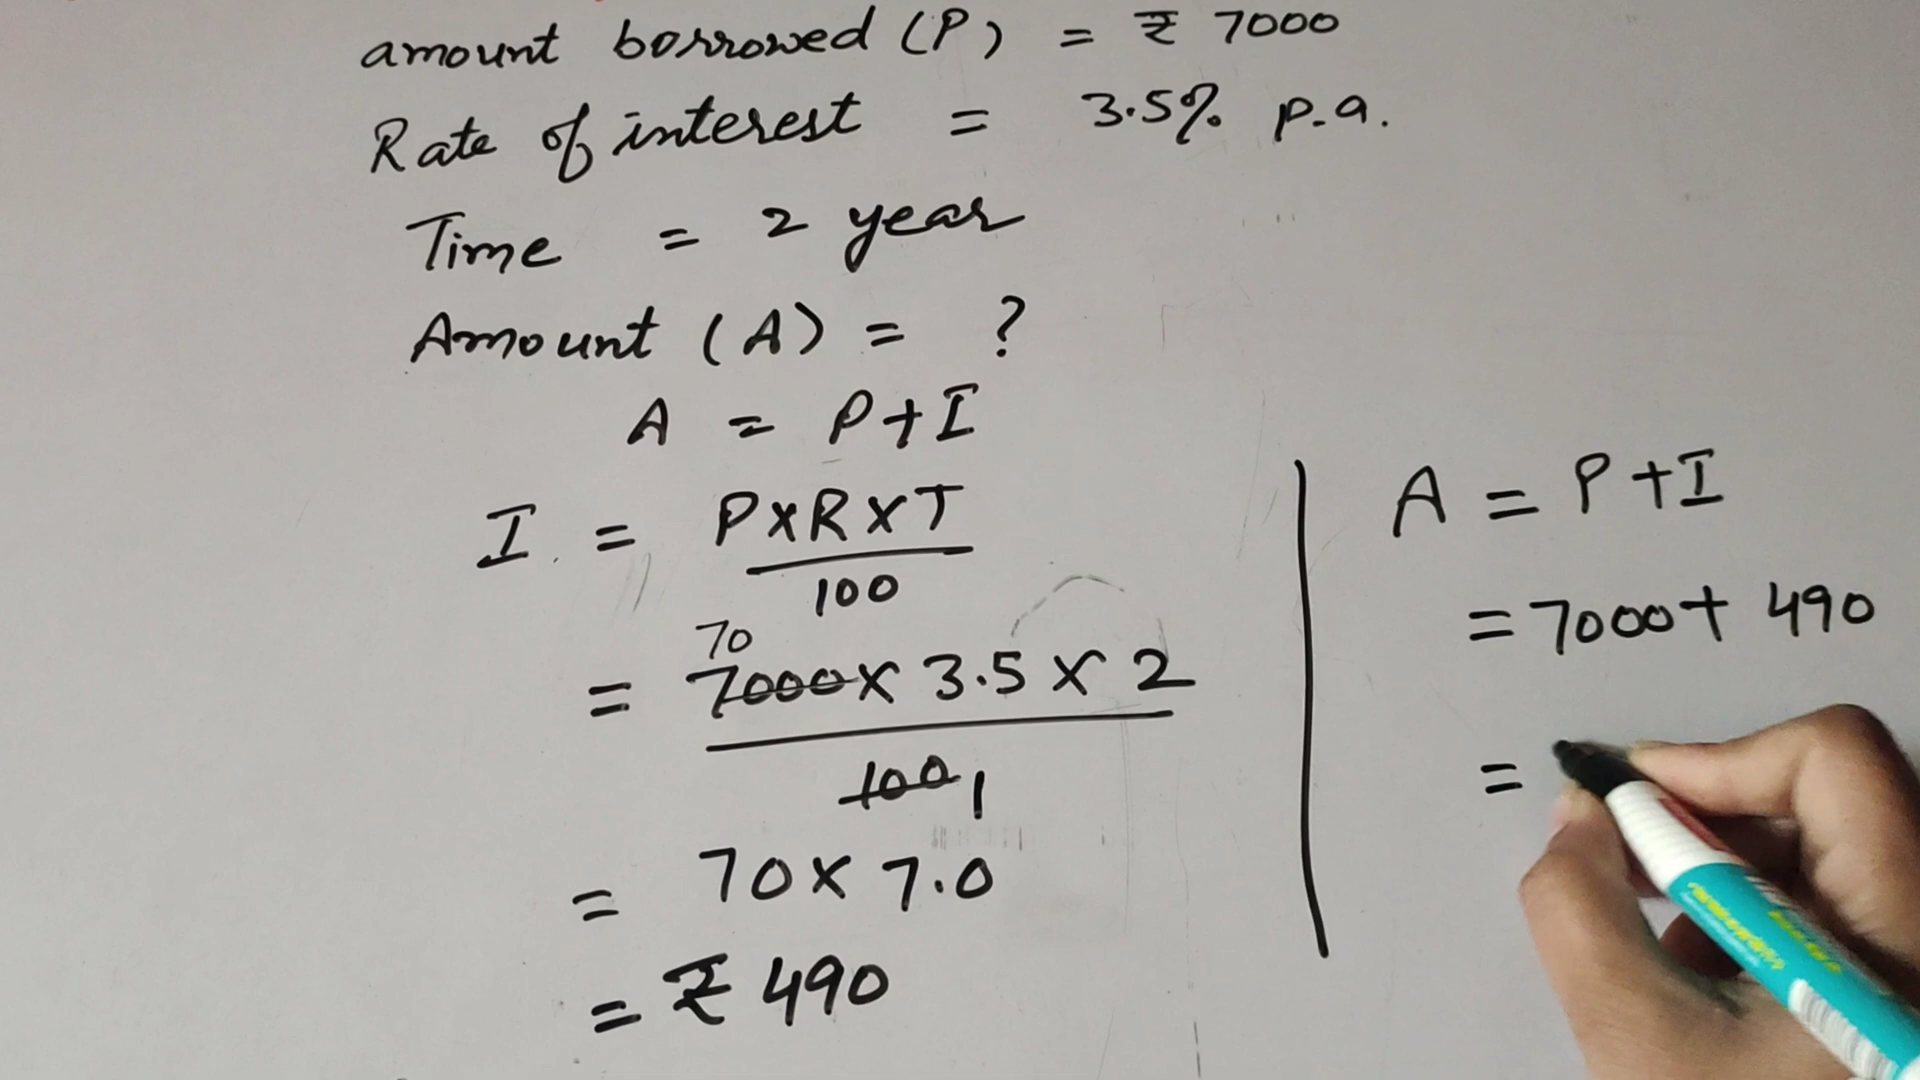 amount borrowed (P) = ₹ 7000
Rate of interest = 3.5% p.a.
Time = 2 year
Amount (A) = ?
A = P+I
I = P×R×T
100
70
= 7000× 3.5 × 2
100 1
= 70× 7.0
= ₹ 490
A = P+I
= 7000+ 490
=